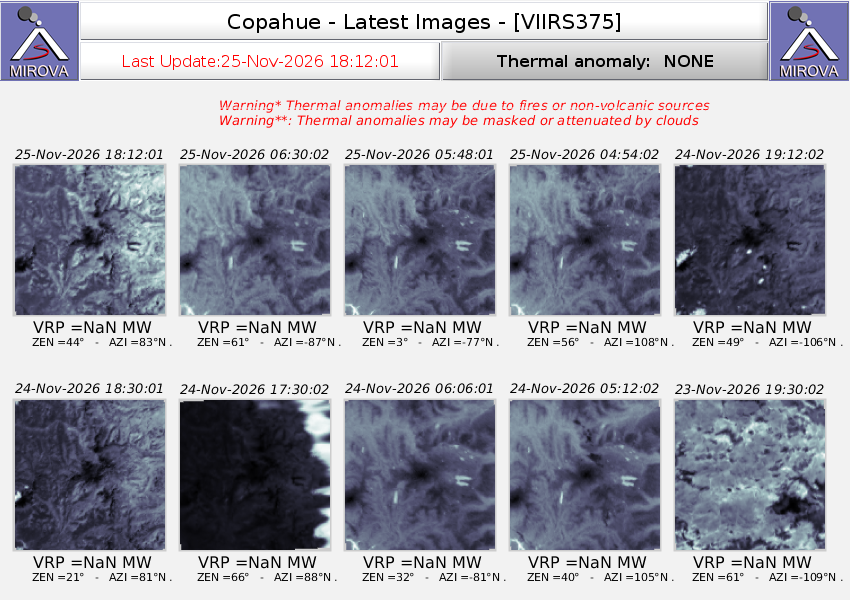 Copahue - Latest Images - [VIIRS375]
MIROVA
Last Update:25-Nov-2026 18:12:01
Thermal anomaly: NONE
MIROVA
Warning* Thermal anomalies may be due to fires or non-volcanic sources
Warning**: Thermal anomalies may be masked or attenuated by clouds
25-Nov-2026 18:12:01 25-Nov-2026 06:30:02 25-Nov-2026 05:48:01 25-Nov-2026 04:54:02 24-Nov-2026 19:12:02
VRP =NaN MW VRP =NaN MW VRP =NaN MW VRP =NaN MW VRP =NaN MW
ZEN =44° - AZI =83°N . ZEN =61° - AZI =-87°N . ZEN =3° - AZI =-77°N . ZEN =56° - AZI =108°N . ZEN =49° - AZI =-106°N .
24-Nov-2026 18:30:01 24-Nov-2026 17:30:02 24-Nov-2026 06:06:01 24-Nov-2026 05:12:02 23-Nov-2026 19:30:02
VRP =NaN MW VRP =NaN MW VRP =NaN MW VRP =NaN MW VRP =NaN MW
ZEN =21° - AZI =81°N . ZEN =66° - AZI =88°N . ZEN =32° - AZI =-81°N . ZEN =40° - AZI =105°N . ZEN =61° - AZI =-109°N .